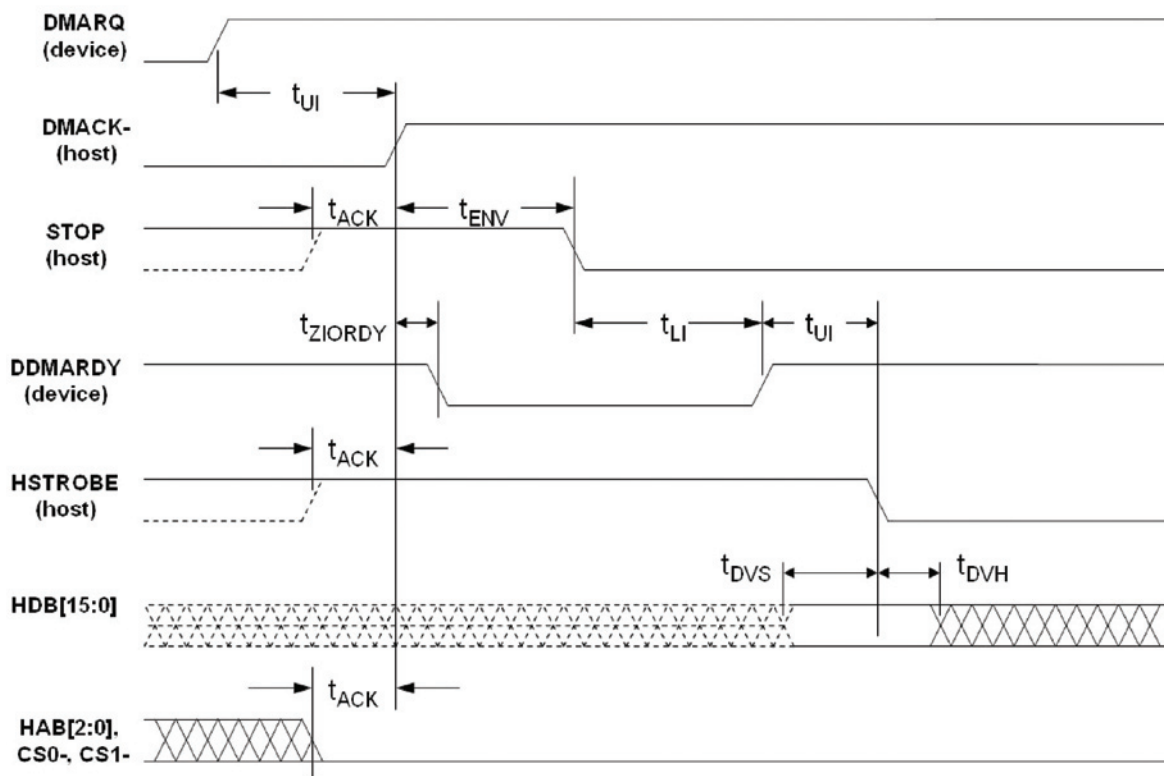 DMARQ
(device)
tUI
DMACK-
(host)
tACK
tENV
STOP
(host)
tZIORDY
tLI
tUI
DDMARDY
(device)
tACK
HSTROBE
(host)
tDVS
tDVH
HDB[15:0]
tACK
HAB[2:0],
CS0-, CS1-